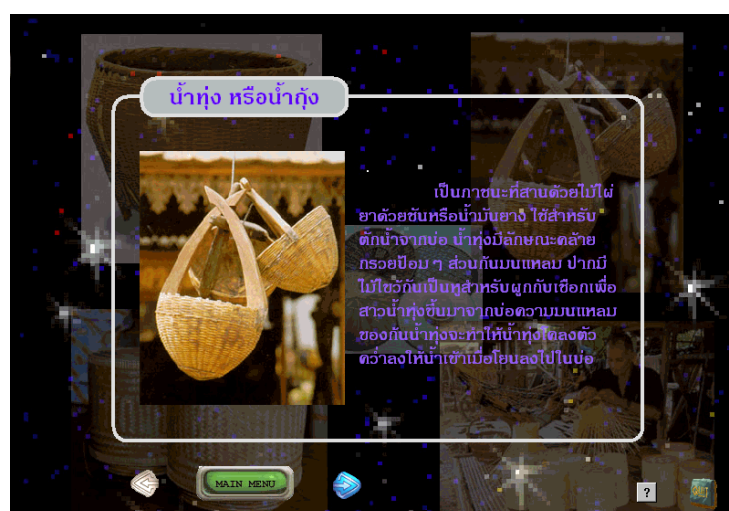 น้ำทุ่ง หรือน้ำถุ้ง
เป็นภาชนะที่สานด้วยไม้ไผ่
ยาด้วยชันหรือน้ำมันยาง ใช้สำหรับ
ตักน้ำจากบ่อ น้ำทุ่งมีลักษณะคล้าย
กรวยป้อม ๆ ส่วนก้นมนแหลม ปากมี
ไม้ไขว้กันเป็นหูสำหรับผูกกับเชือกเพื่อ
สาวน้ำทุ่งขึ้นมาจากบ่อความมนแหลม
ของก้นน้ำทุ่งจะทำให้น้ำทุ่งโคลงตัว
คว่ำลงให้น้ำเข้าเมื่อโยนลงไปในบ่อ
MAIN MENU
?